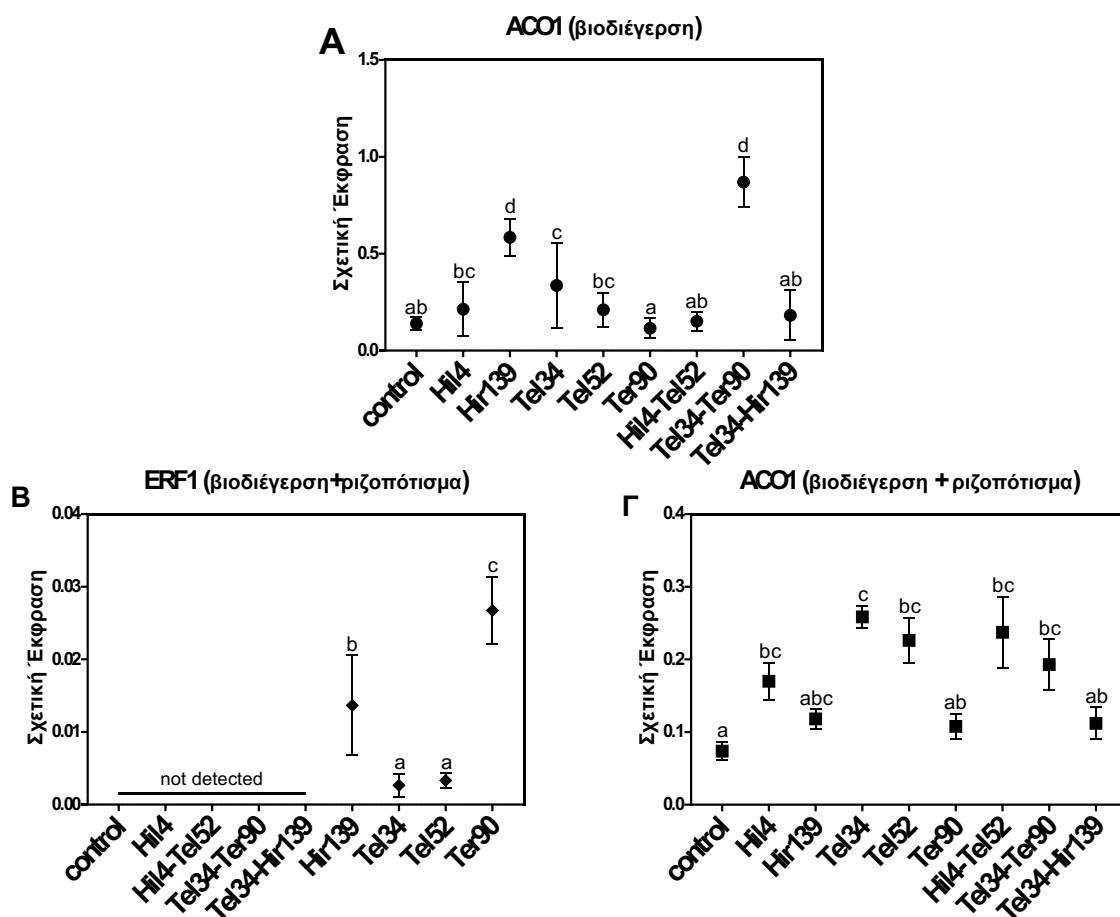 A
ACO1 (βιοδιέγερση)
Σχετική Έκφραση
1.5
1.0
0.5
0.0
ab
bc
d
c
bc
a
ab
d
ab
control
Hil4
Hir139
Tel34
Tel52
Ter90
Hil4-Tel52
Tel34-Ter90
Tel34-Hir139
B
ERF1 (βιοδιέγερση+ριζοπότισμα)
Σχετική Έκφραση
0.04
0.03
0.02
0.01
0.00
not detected
b
a
a
c
control
Hil4
Hil4-Tel52
Tel34-Ter90
Tel34-Hir139
Hir139
Tel34
Tel52
Ter90
Γ
ACO1 (βιοδιέγερση + ριζοπότισμα)
Σχετική Έκφραση
0.4
0.3
0.2
0.1
0.0
a
bc
abc
c
bc
ab
bc
bc
ab
control
Hil4
Hir139
Tel34
Tel52
Ter90
Hil4-Tel52
Tel34-Ter90
Tel34-Hir139